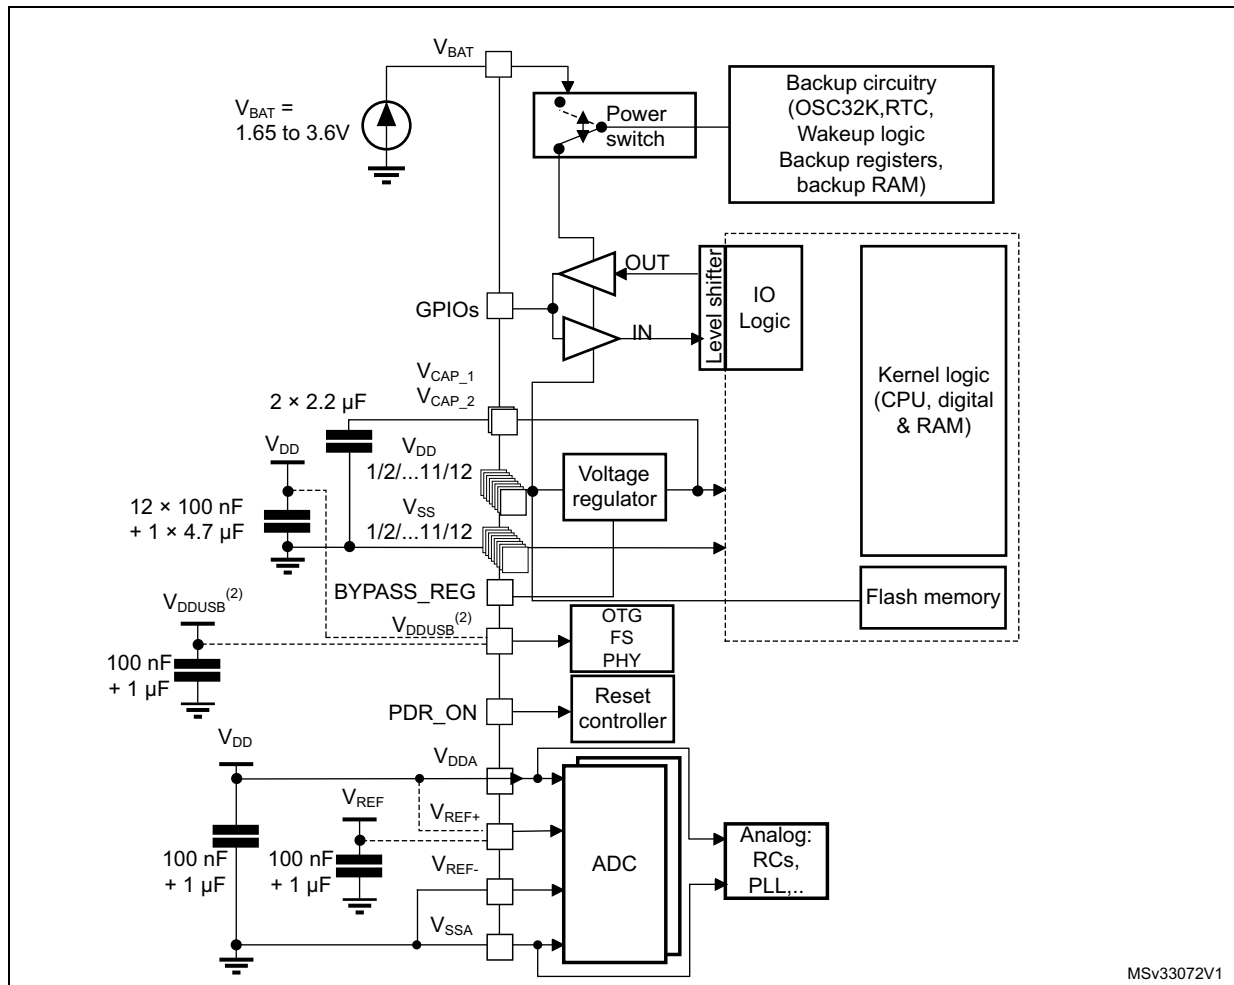 VBAT
VBAT =
1.65 to 3.6V
Power
switch
Backup circuitry
(OSC32K,RTC,
Wakeup logic
Backup registers,
backup RAM)
OUT
GPIOs
IN
Level shifter
IO
Logic
Kernel logic
(CPU, digital
& RAM)
VCAP_1
VCAP_2
2 × 2.2 µF
VDD
VDD
1/2/...11/12
Voltage
regulator
12 × 100 nF
+ 1 × 4.7 µF
VSS
1/2/...11/12
BYPASS_REG
Flash memory
VDDUSB(2)
VDDUSB(2)
OTG
FS
PHY
100 nF
+ 1 µF
PDR_ON
Reset
controller
VDD
VDDA
VREF
VREF+
100 nF
+ 1 µF
100 nF
+ 1 µF
VREF-
ADC
Analog:
RCs,
PLL,..
VSSA
MSv33072V1